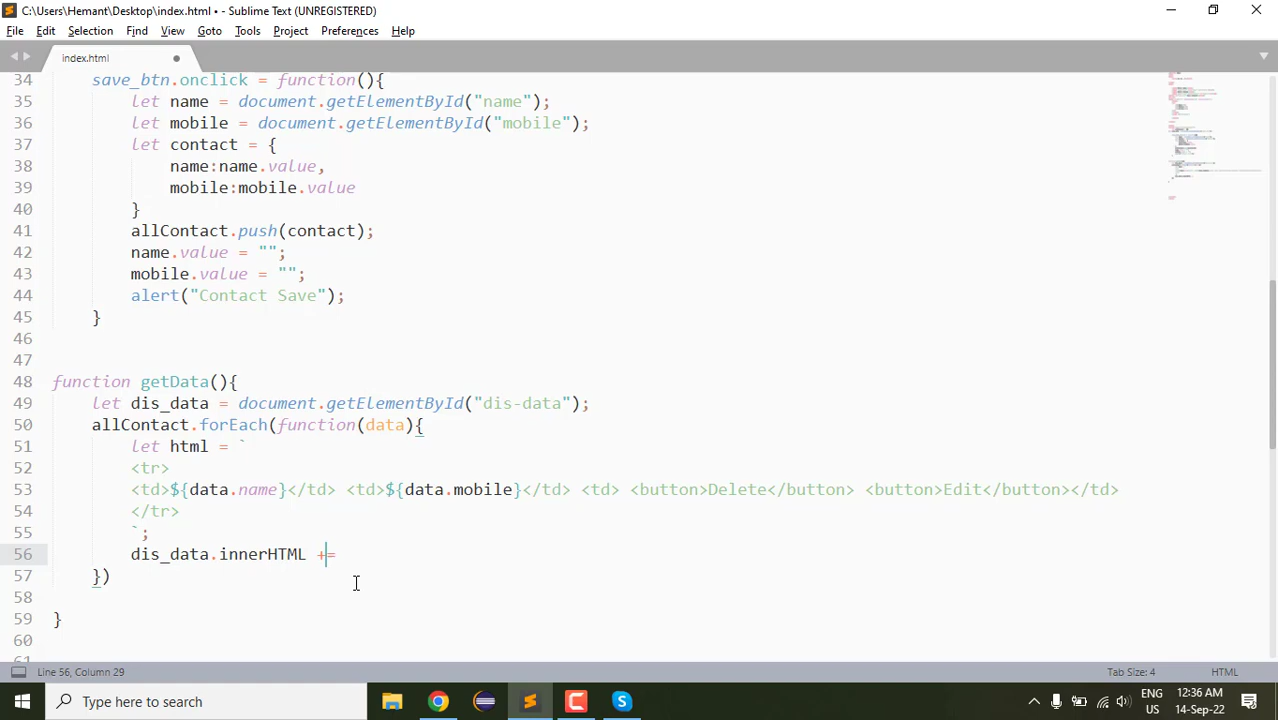 C:\Users\Hemant\Desktop\index.html • - Sublime Text (UNREGISTERED)
File Edit Selection Find View Goto Tools Project Preferences Help
index.html
34 save_btn.onclick = function(){
35 let name = document.getElementById("name");
36 let mobile = document.getElementById("mobile");
37 let contact = {
38 name:name.value,
39 mobile:mobile.value
40 }
41 allContact.push(contact);
42 name.value = "";
43 mobile.value = "";
44 alert("Contact Save");
45 }
46
47
48 function getData(){
49 let dis_data = document.getElementById("dis-data");
50 allContact.forEach(function(data){
51 let html = `
52 <tr>
53 <td>${data.name}</td> <td>${data.mobile}</td> <td> <button>Delete</button> <button>Edit</button></td>
54 </tr>
55 `;
56 dis_data.innerHTML +=
57 })
58
59 }
60
61
Line 56, Column 29 Tab Size: 4 HTML
Type here to search ENG 12:36 AM
US 14-Sep-22
5